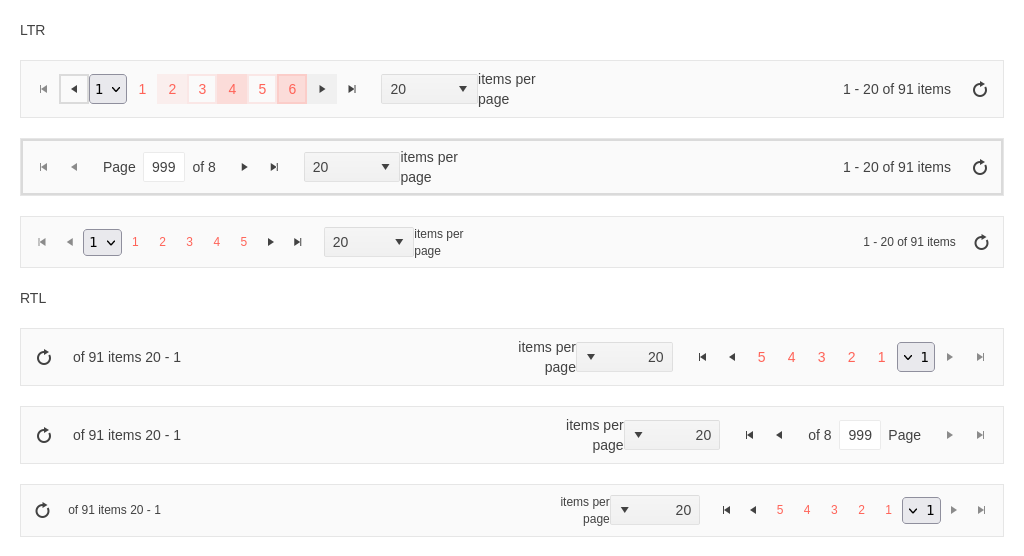 LTR
1 1 2 3 4 5 6 20 items per page 1 - 20 of 91 items
Page 999 of 8 20 items per page 1 - 20 of 91 items
1 1 2 3 4 5 20 items per page 1 - 20 of 91 items
RTL
of 91 items 20 - 1 items per page 20 5 4 3 2 1 1
of 91 items 20 - 1 items per page 20 of 8 999 Page
of 91 items 20 - 1 items per page 20 5 4 3 2 1 1